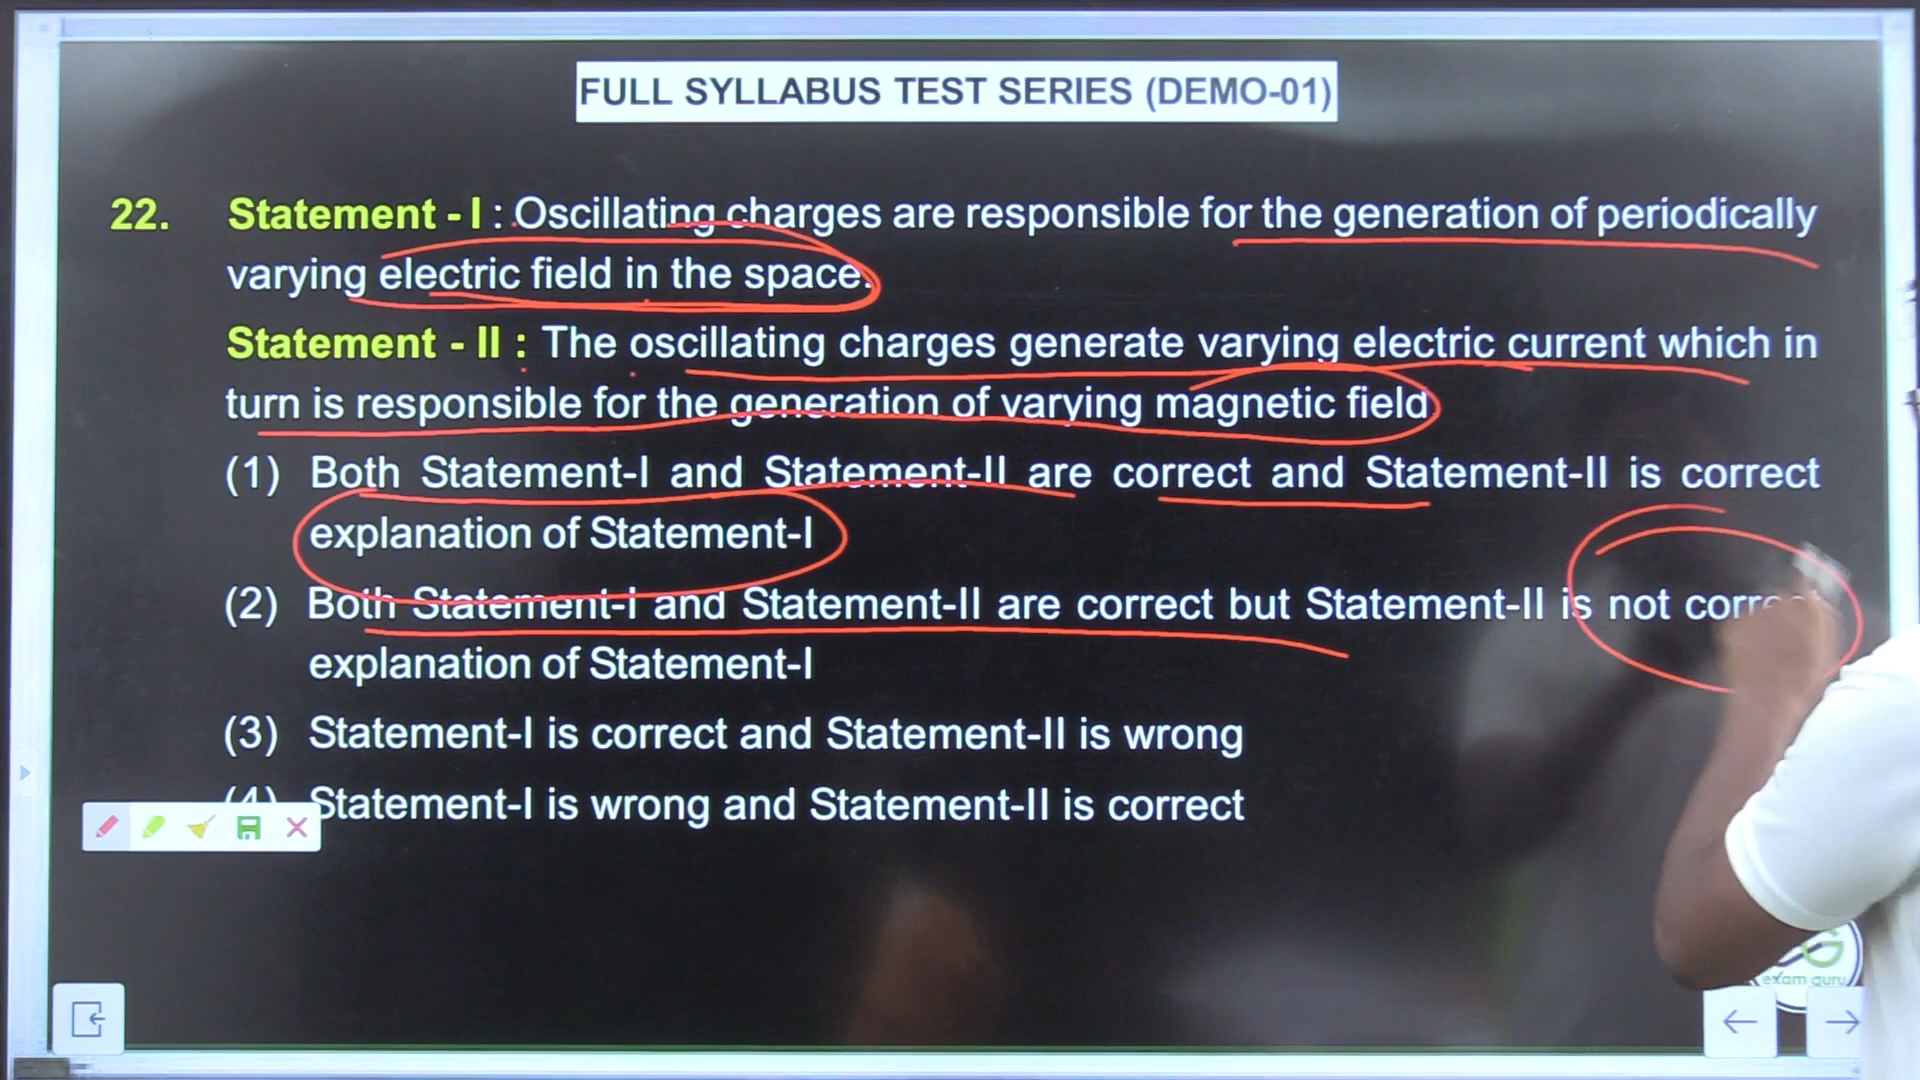 FULL SYLLABUS TEST SERIES (DEMO-01)
22. Statement - I : Oscillating charges are responsible for the generation of periodically
varying electric field in the space.
Statement - II : The oscillating charges generate varying electric current which in
turn is responsible for the generation of varying magnetic field
(1) Both Statement-I and Statement-II are correct and Statement-II is correct
explanation of Statement-I
(2) Both Statement-I and Statement-II are correct but Statement-II is not
explanation of Statement-I
(3) Statement-I is correct and Statement-II is wrong
(4) Statement-I is wrong and Statement-II is correct
exam guru